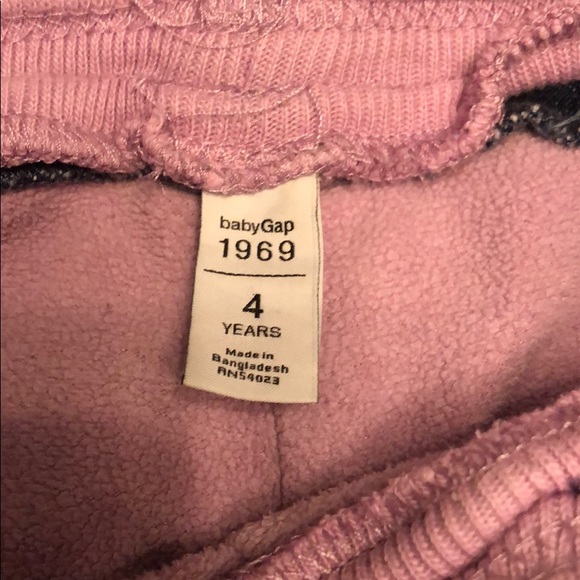 babyGap
1969
4
YEARS
Made in
Bangladesh
RN54023